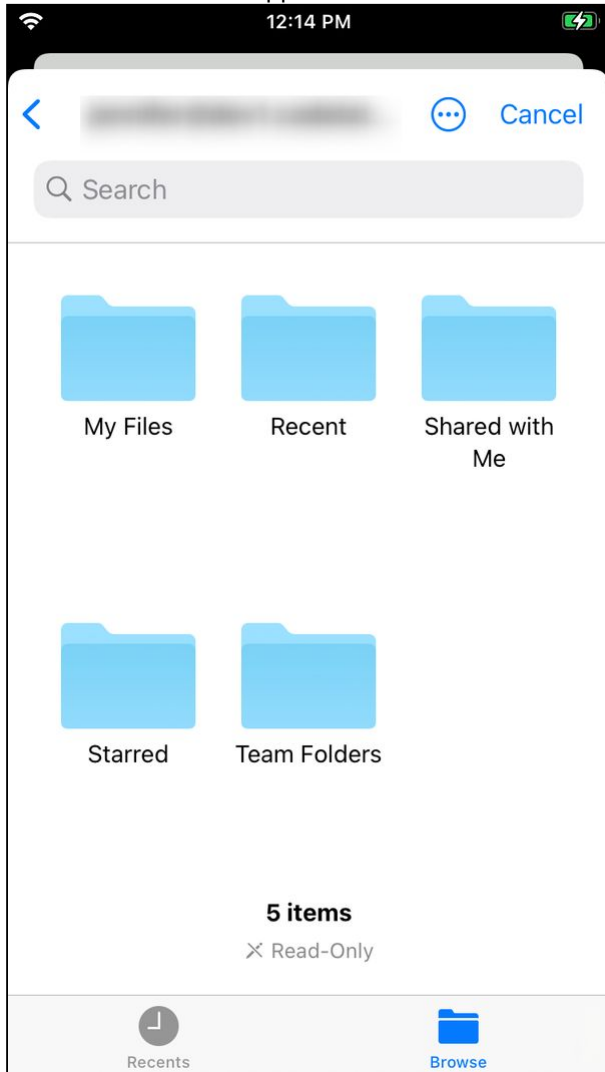 12:14 PM
Cancel
Search
My Files
Recent
Shared with
Me
Starred
Team Folders
5 items
Read-Only
Recents
Browse